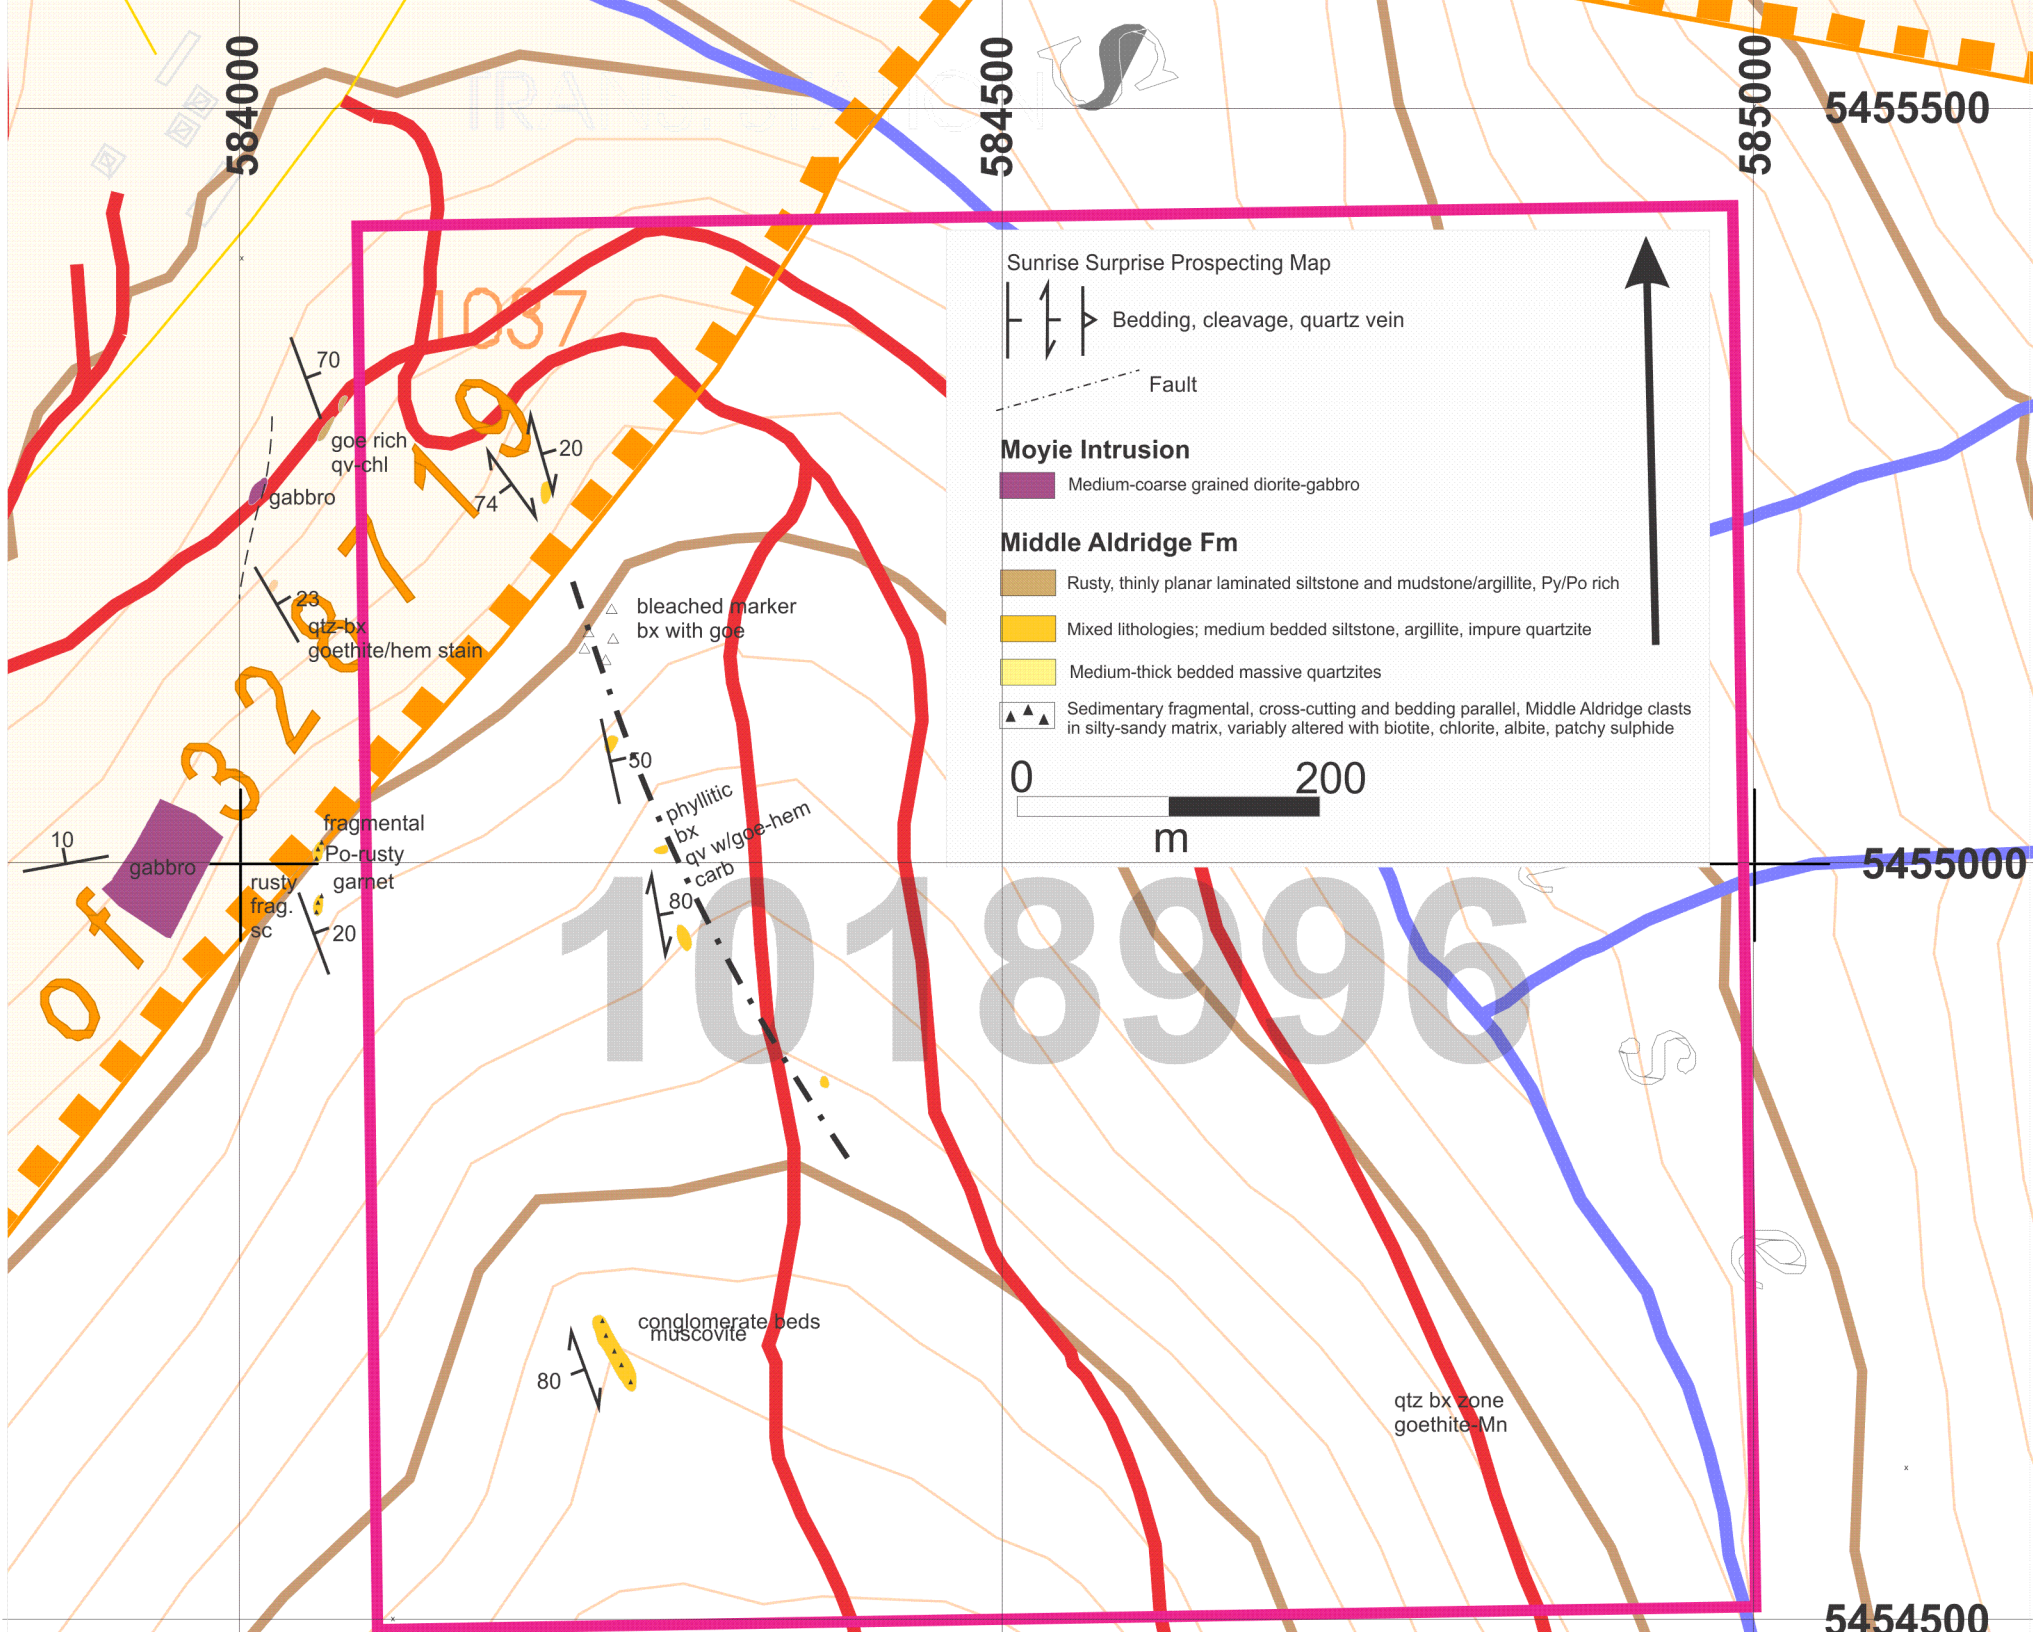 584000
584500
585000
5455500
TRANS
ION
S
1037
Sunrise Surprise Prospecting Map
Bedding, cleavage, quartz vein
Fault
Moyie Intrusion
Medium-coarse grained diorite-gabbro
Middle Aldridge Fm
Rusty, thinly planar laminated siltstone and mudstone/argillite, Py/Po rich
Mixed lithologies; medium bedded siltstone, argillite, impure quartzite
Medium-thick bedded massive quartzites
Sedimentary fragmental, cross-cutting and bedding parallel, Middle Aldridge clasts
in silty-sandy matrix, variably altered with biotite, chlorite, albite, patchy sulphide
0 200
m
70
goe rich
qv-chl
gabbro
20
74
23
qtz-bx
goethite/hem stain
bleached marker
bx with goe
50
phyllitic
bx
qv w/goe-hem
carb
80
fragmental
Po-rusty
garnet
rusty
frag.
sc
20
10
gabbro
of 328779
5455000
1018996
S
e
conglomerate beds
muscovite
80
qtz bx zone
goethite-Mn
5454500